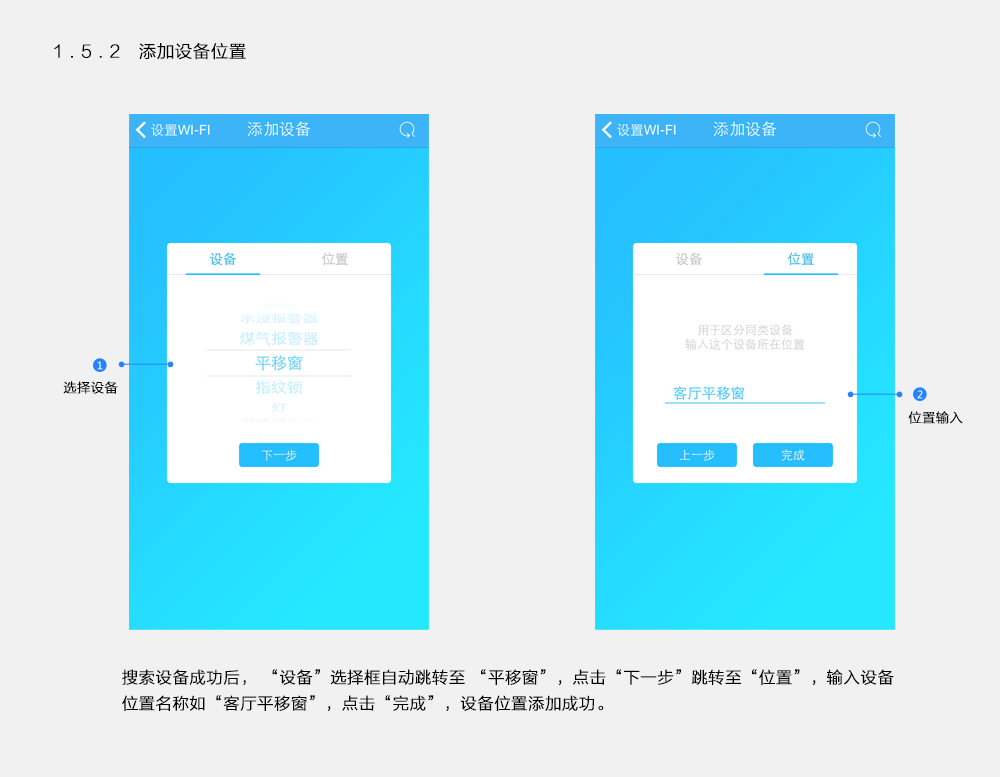 1.5.2 添加设备位置
设置WI-FI 添加设备
设备 位置
水浸报警器
煤气报警器
平移窗
指纹锁
灯
下一步
1
选择设备
设置WI-FI 添加设备
设备 位置
用于区分同类设备
输入这个设备所在位置
客厅平移窗
上一步 完成
2
位置输入
搜索设备成功后，“设备”选择框自动跳转至 “平移窗”，点击“下一步”跳转至“位置”，输入设备
位置名称如“客厅平移窗”，点击“完成”，设备位置添加成功。